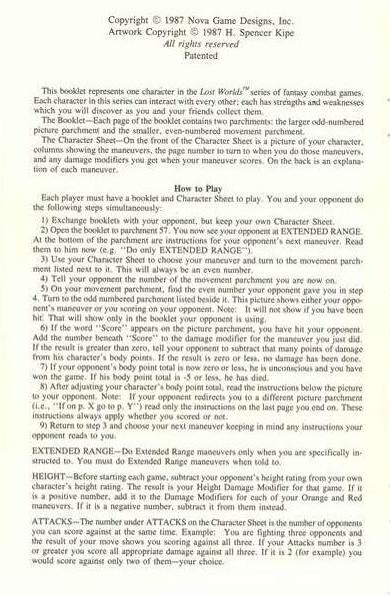 Copyright © 1987 Nova Game Designs, Inc.
Artwork Copyright © 1987 H. Spencer Kipe
All rights reserved
Patented
This booklet represents one character in the Lost Worlds™ series of fantasy combat games.
Each character in this series can interact with every other; each has strengths and weaknesses
which you will discover as you and your friends collect them.
The Booklet—Each page of the booklet contains two parchments: the larger odd-numbered
picture parchment and the smaller, even-numbered movement parchment.
The Character Sheet—On the front of the Character Sheet is a picture of your character,
columns showing the maneuvers, the page number to turn to when you do those maneuvers,
and any damage modifiers you get when your maneuver scores. On the back is an explana-
tion of each maneuver.
How to Play
Each player must have a booklet and Character Sheet to play. You and your opponent do
the following steps simultaneously:
1) Exchange booklets with your opponent, but keep your own Character Sheet.
2) Open the booklet to parchment 57. You now see your opponent at EXTENDED RANGE.
At the bottom of the parchment are instructions for your opponent's next maneuver. Read
them to him now (e.g. "Do only EXTENDED RANGE").
3) Use your Character Sheet to choose your maneuver and turn to the movement parch-
ment listed next to it. This will always be an even number.
4) Tell your opponent the number of the movement parchment you are now on.
5) On your movement parchment, find the even number your opponent gave you in step
4. Turn to the odd numbered parchment listed beside it. This picture shows either your oppo-
nent's maneuver or you scoring on your opponent. Note: It will not show if you have been
hit. That will show only in the booklet your opponent is using.
6) If the word "Score" appears on the picture parchment, you have hit your opponent.
Add the number beneath "Score" to the damage modifier for the maneuver you just did.
If the result is greater than zero, tell your opponent to subtract that many points of damage
from his character's body points. If the result is zero or less, no damage has been done.
7) If your opponent's body point total is now zero or less, he is unconscious and you have
won the game. If his body point total is -5 or less, he has died.
8) After adjusting your character's body point total, read the instructions below the picture
to your opponent. Note: If your opponent redirects you to a different picture parchment
(i.e., "If on p. X go to p. Y") read only the instructions on the last page you end on. These
instructions always apply whether you scored or not.
9) Return to step 3 and choose your next maneuver keeping in mind any instructions your
opponent reads to you.
EXTENDED RANGE—Do Extended Range maneuvers only when you are specifically in-
structed to. You must do Extended Range maneuvers when told to.
HEIGHT—Before starting each game, subtract your opponent's height rating from your own
character's height rating. The result is your Height Damage Modifier for that game. If it
is a positive number, add it to the Damage Modifiers for each of your Orange and Red
maneuvers. If it is a negative number, subtract it from them instead.
ATTACKS—The number under ATTACKS on the Character Sheet is the number of opponents
you can score against at the same time. Example: You are fighting three opponents and
the result of your move shows you scoring against all three. If your Attacks number is 3
or greater you score all appropriate damage against all three. If it is 2 (for example) you
would score against only two of them—your choice.